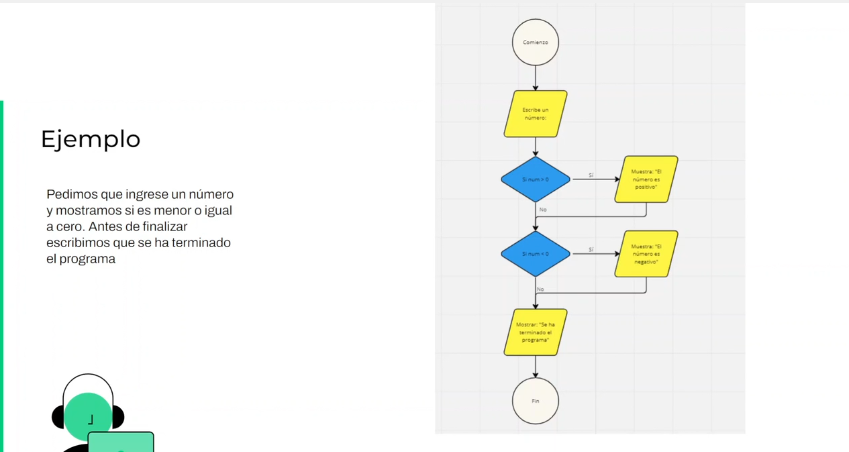 Ejemplo
Pedimos que ingrese un número
y mostramos si es menor o igual
a cero. Antes de finalizar
escribimos que se ha terminado
el programa
Comienzo
Escribe un
número:
Si num > 0
Si
Muestra: "El
número es
positivo"
No
Si num < 0
Si
Muestra: "El
número es
negativo"
No
Mostrar: "Se ha
terminado el
programa"
Fin